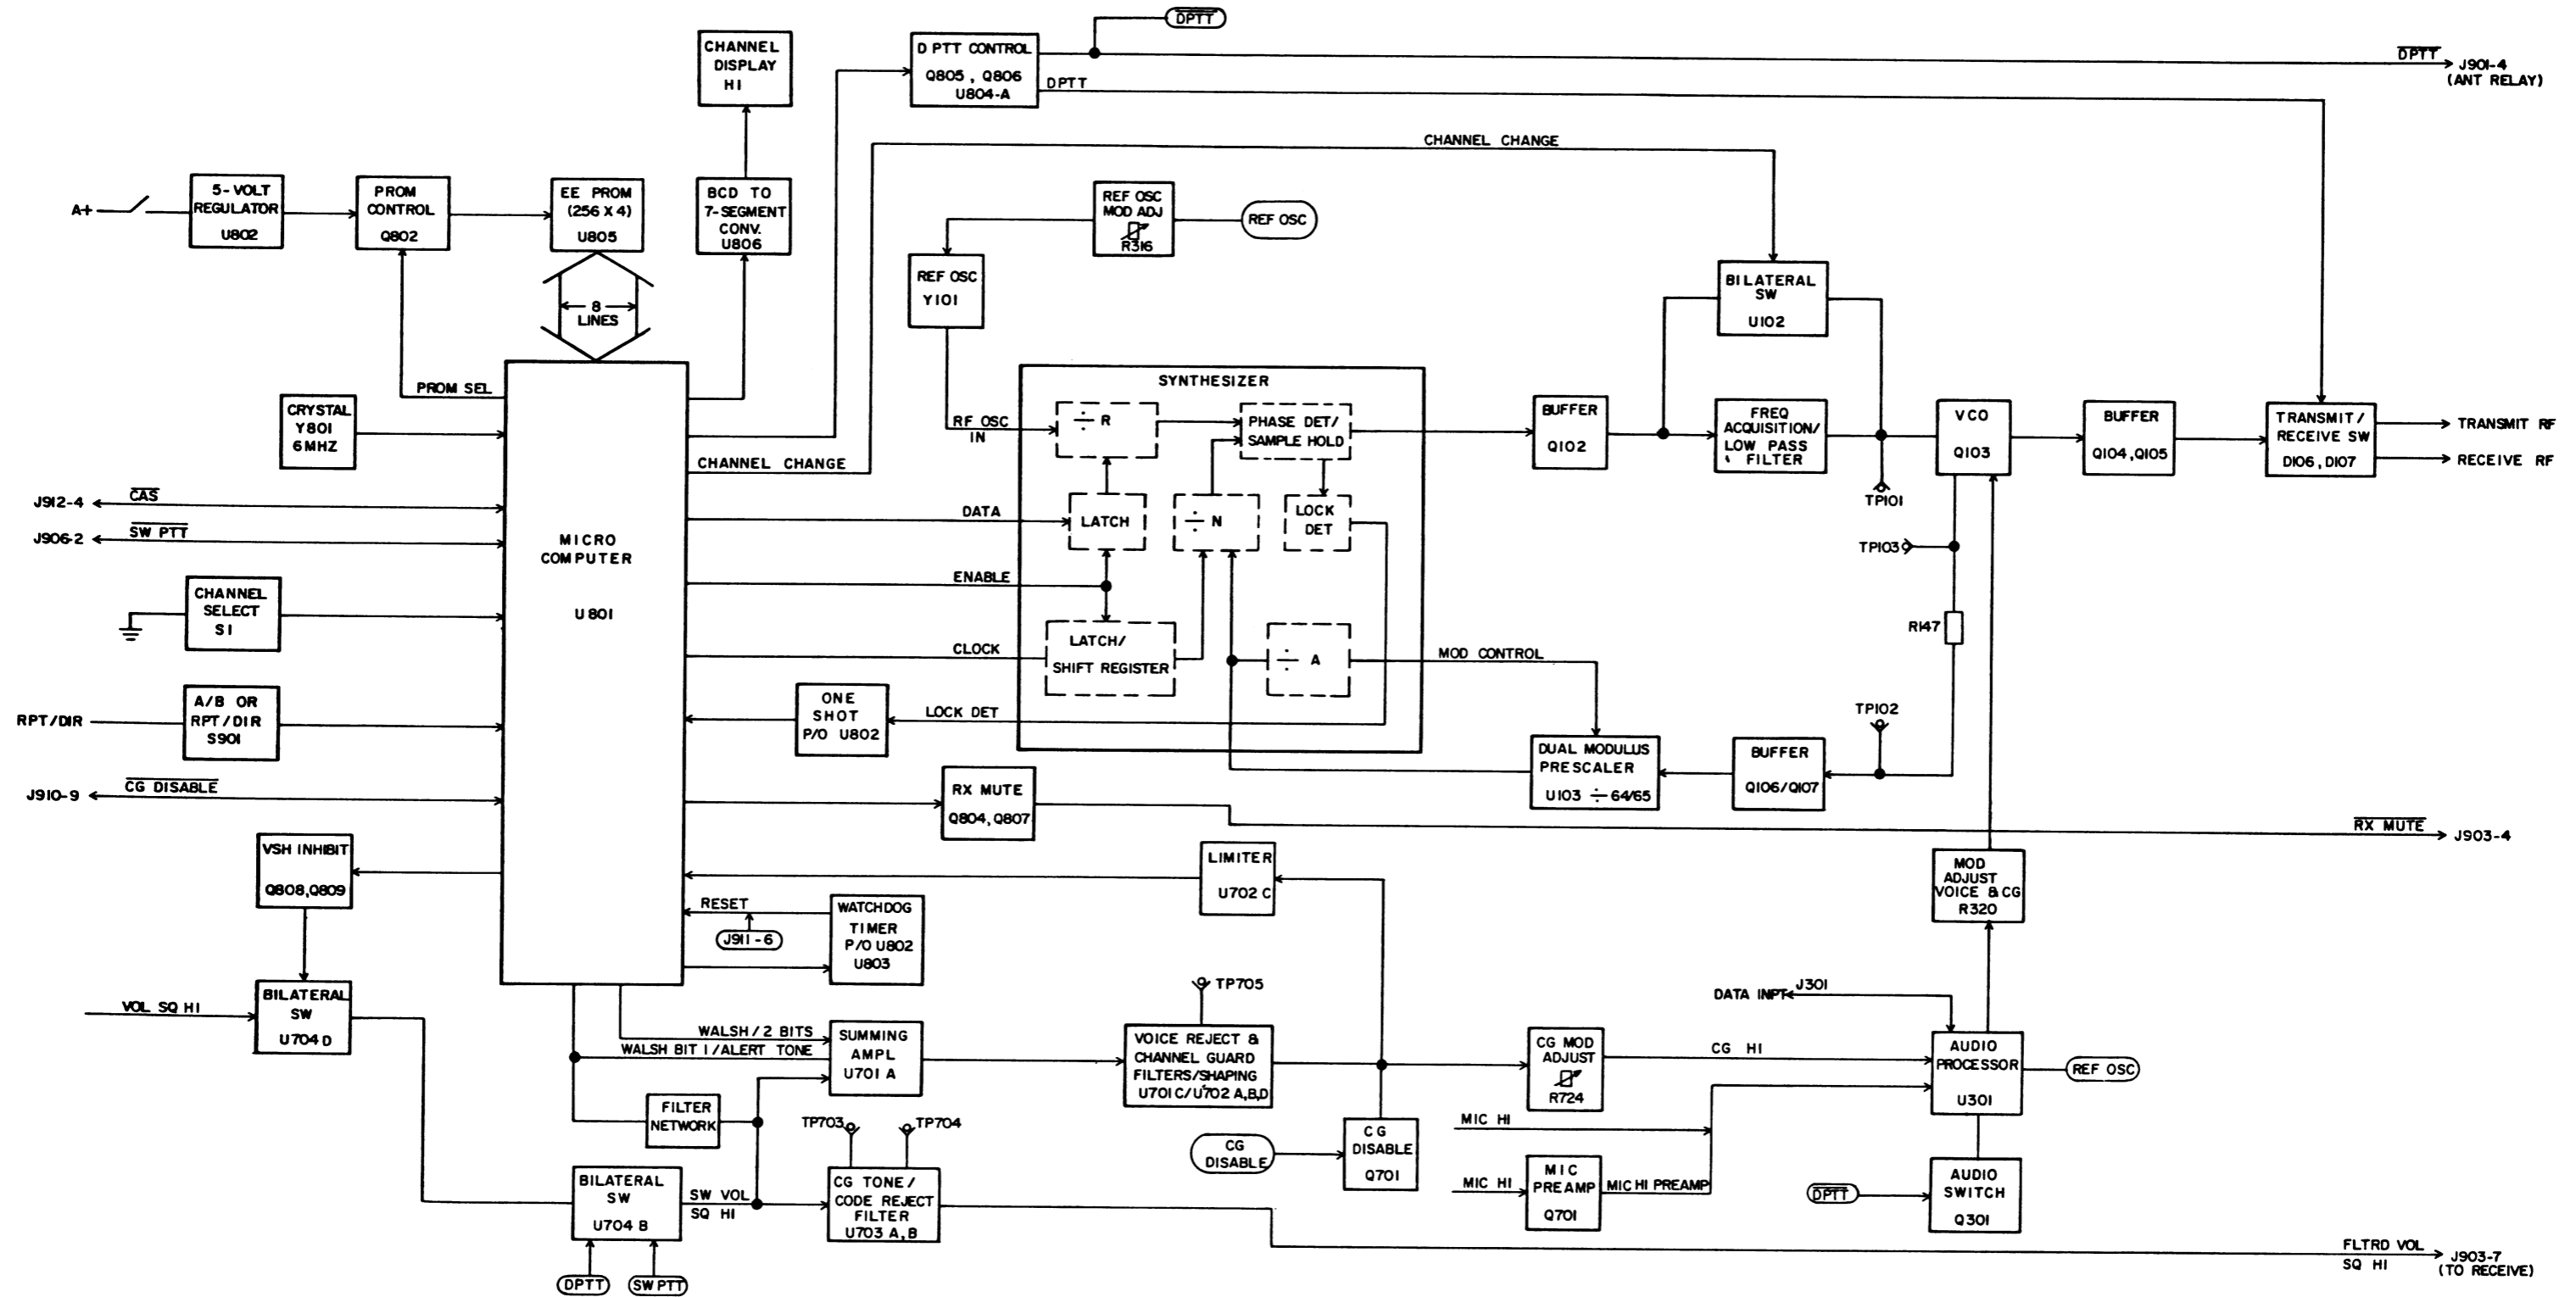 DPTT
CHANNEL
DISPLAY
H1
D PTT CONTROL
Q805, Q806
U804-A
DPTT
DPTT
J901-4
(ANT RELAY)
CHANNEL CHANGE
A+
5-VOLT
REGULATOR
U802
PROM
CONTROL
Q802
EE PROM
(256 X 4)
U805
BCD TO
7-SEGMENT
CONV.
U806
REF OSC
MOD ADJ
R316
REF OSC
REF OSC
Y101
8
LINES
BILATERAL
SW
U102
PROM SEL
CRYSTAL
Y801
6MHZ
MICRO
COMPUTER
U801
CHANNEL CHANGE
SYNTHESIZER
RF OSC
IN
÷ R
PHASE DET/
SAMPLE HOLD
BUFFER
Q102
FREQ
ACQUISITION/
LOW PASS
FILTER
VCO
Q103
BUFFER
Q104,Q105
TRANSMIT/
RECEIVE SW
D106, D107
TRANSMIT RF
RECEIVE RF
TP101
TP103
J912-4
CAS
J906-2
SW PTT
DATA
LATCH
÷ N
LOCK
DET
ENABLE
CHANNEL
SELECT
S1
CLOCK
LATCH/
SHIFT REGISTER
÷ A
MOD CONTROL
R147
RPT/DIR
A/B OR
RPT/DIR
S901
ONE
SHOT
P/O U802
LOCK DET
TP102
DUAL MODULUS
PRESCALER
U103 ÷ 64/65
BUFFER
Q106/Q107
J910-9
CG DISABLE
RX MUTE
Q804, Q807
RX MUTE
J903-4
VSH INHIBIT
Q808,Q809
LIMITER
U702 C
MOD
ADJUST
VOICE & CG
R320
RESET
J911-6
WATCHDOG
TIMER
P/O U802
U803
VOL SQ HI
BILATERAL
SW
U704 D
TP705
DATA INPT
J301
WALSH/2 BITS
WALSH BIT 1/ALERT TONE
SUMMING
AMPL
U701 A
VOICE REJECT &
CHANNEL GUARD
FILTERS/SHAPING
U701C/U702 A,B,D
CG MOD
ADJUST
R724
CG HI
AUDIO
PROCESSOR
U301
REF OSC
FILTER
NETWORK
TP703
TP704
CG
DISABLE
CG
DISABLE
Q701
MIC HI
MIC HI
MIC
PREAMP
Q701
MIC HI PREAMP
DPTT
AUDIO
SWITCH
Q301
BILATERAL
SW
U704 B
SW VOL
SQ HI
CG TONE/
CODE REJECT
FILTER
U703 A, B
DPTT
SW PTT
FLTRD VOL
SQ HI
J903-7
(TO RECEIVE)